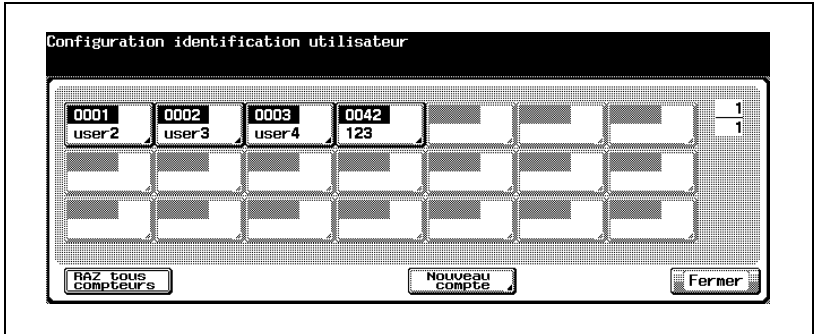 Configuration identification utilisateur
0001 0002 0003 0042
user2 user3 user4 123
1
1
RAZ tous
compteurs
Nouveau
compte
Fermer